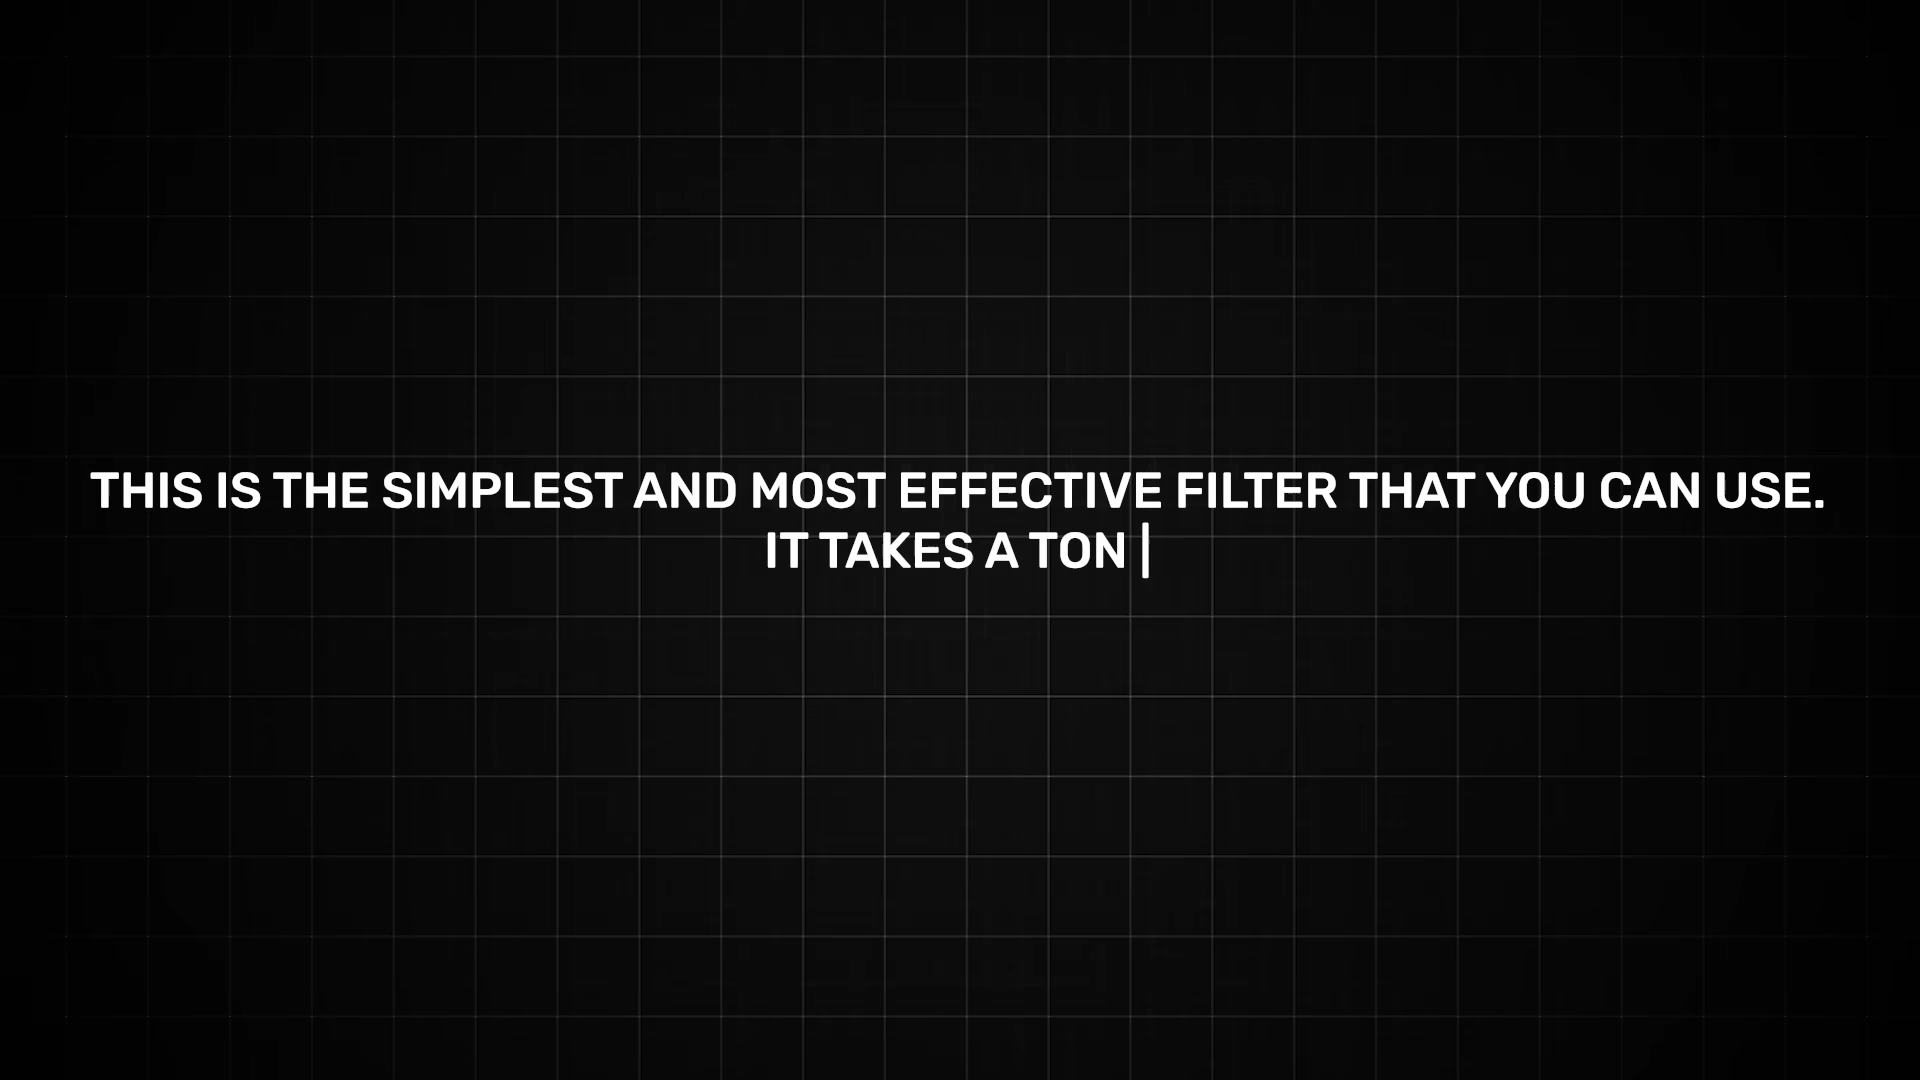 THIS IS THE SIMPLEST AND MOST EFFECTIVE FILTER THAT YOU CAN USE.
IT TAKES A TON